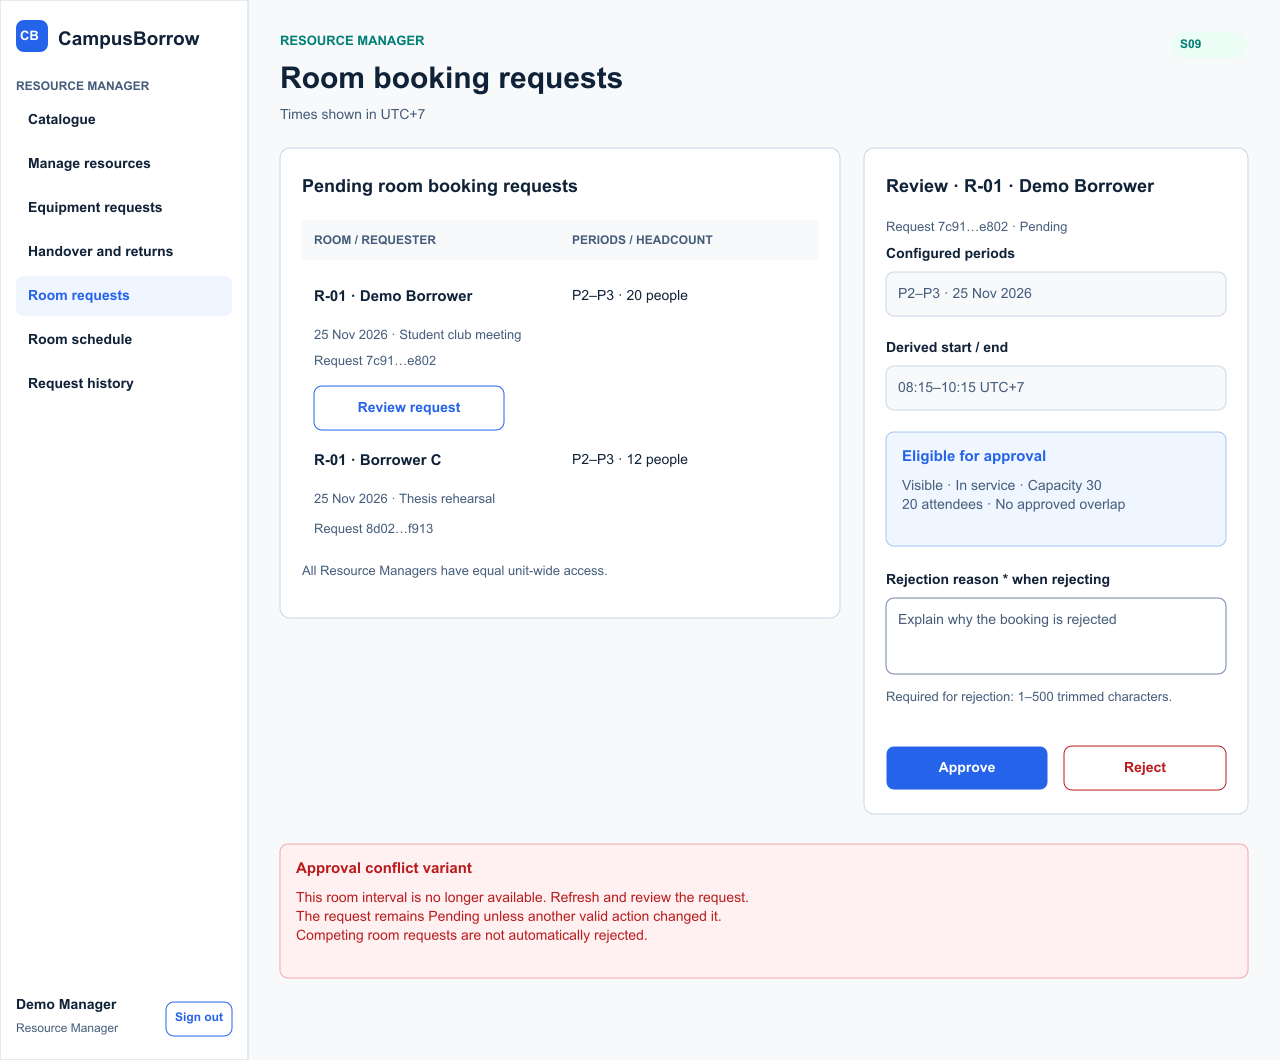 CB CampusBorrow
RESOURCE MANAGER
Catalogue
Manage resources
Equipment requests
Handover and returns
Room requests
Room schedule
Request history
Demo Manager
Resource Manager
Sign out
RESOURCE MANAGER
S09
Room booking requests
Times shown in UTC+7
Pending room booking requests
ROOM / REQUESTER PERIODS / HEADCOUNT
R-01 · Demo Borrower P2–P3 · 20 people
25 Nov 2026 · Student club meeting
Request 7c91…e802
Review request
R-01 · Borrower C P2–P3 · 12 people
25 Nov 2026 · Thesis rehearsal
Request 8d02…f913
All Resource Managers have equal unit-wide access.
Review · R-01 · Demo Borrower
Request 7c91…e802 · Pending
Configured periods
P2–P3 · 25 Nov 2026
Derived start / end
08:15–10:15 UTC+7
Eligible for approval
Visible · In service · Capacity 30
20 attendees · No approved overlap
Rejection reason * when rejecting
Explain why the booking is rejected
Required for rejection: 1–500 trimmed characters.
Approve Reject
Approval conflict variant
This room interval is no longer available. Refresh and review the request.
The request remains Pending unless another valid action changed it.
Competing room requests are not automatically rejected.